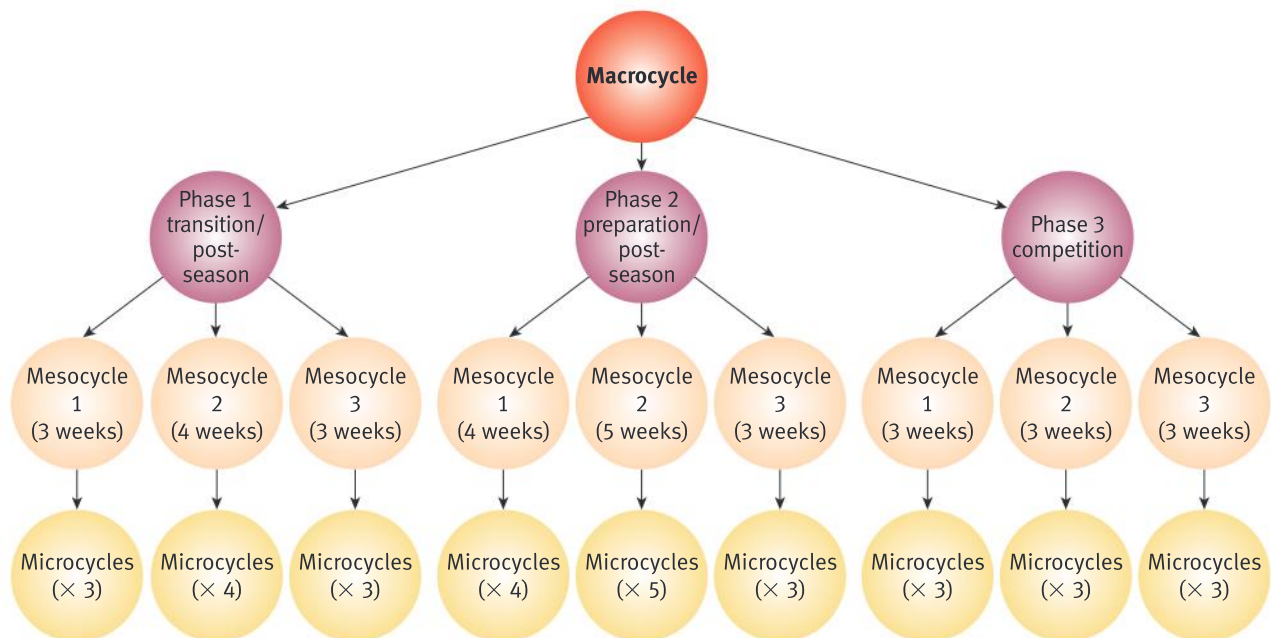 Macrocycle
Phase 1
transition/
post-
season
Phase 2
preparation/
post-
season
Phase 3
competition
Mesocycle
1
(3 weeks)
Mesocycle
2
(4 weeks)
Mesocycle
3
(3 weeks)
Mesocycle
1
(4 weeks)
Mesocycle
2
(5 weeks)
Mesocycle
3
(3 weeks)
Mesocycle
1
(3 weeks)
Mesocycle
2
(3 weeks)
Mesocycle
3
(3 weeks)
Microcycles
(× 3)
Microcycles
(× 4)
Microcycles
(× 3)
Microcycles
(× 4)
Microcycles
(× 5)
Microcycles
(× 3)
Microcycles
(× 3)
Microcycles
(× 3)
Microcycles
(× 3)